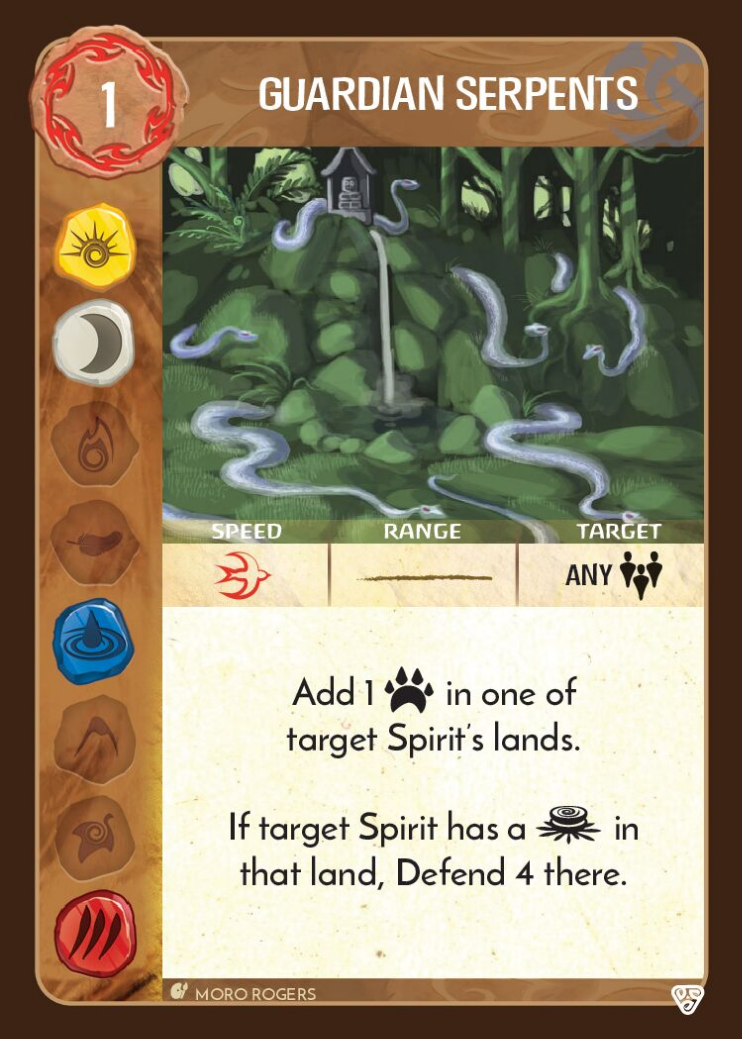 1
GUARDIAN SERPENTS
SPEED RANGE TARGET
ANY
Add 1 in one of
target Spirit's lands.
If target Spirit has a in
that land, Defend 4 there.
MORO ROGERS